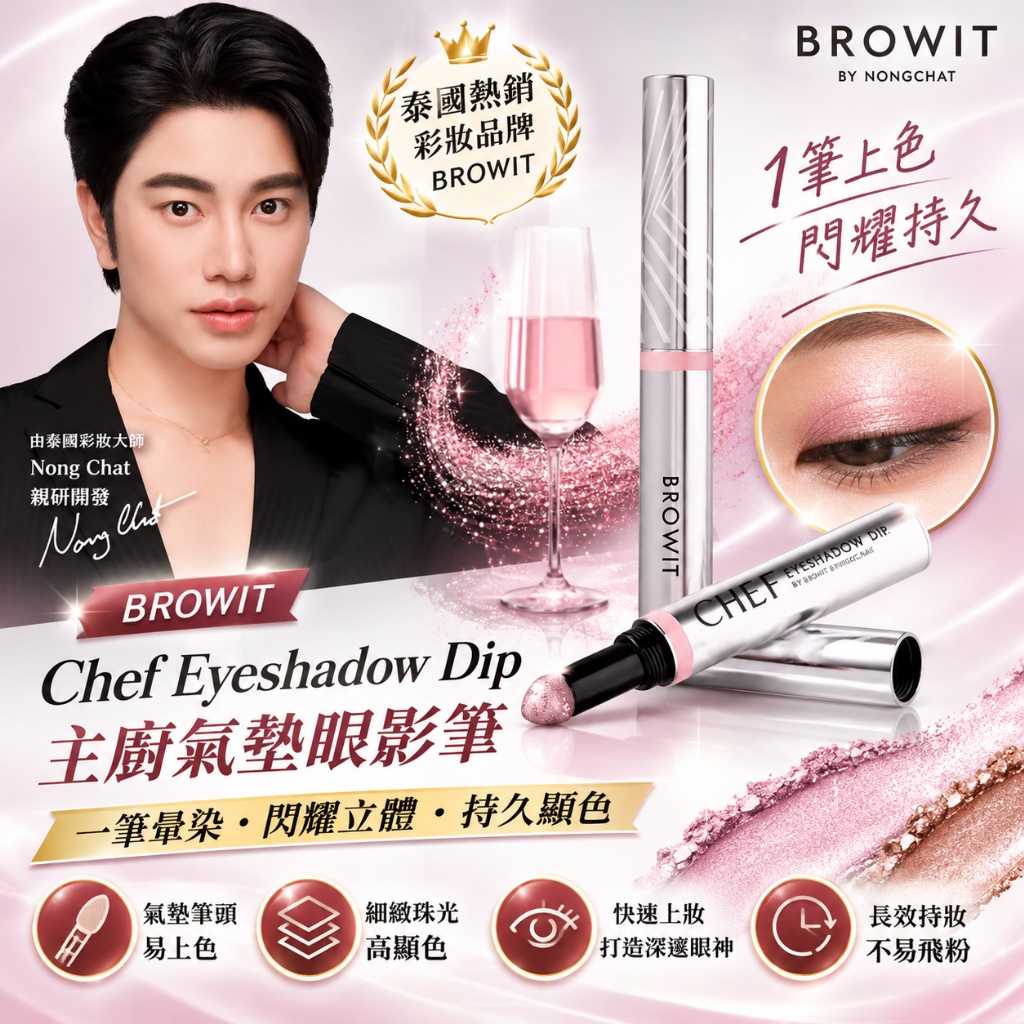 BROWIT
BY NONGCHAT
泰國熱銷
彩妝品牌
BROWIT
1筆上色
閃耀持久
由泰國彩妝大師
Nong Chat
親研開發
Nong Chat
BROWIT
CHEF EYESHADOW DIP.
BROWIT
Chef Eyeshadow Dip
主廚氣墊眼影筆
一筆暈染・閃耀立體・持久顯色
氣墊筆頭
易上色
細緻珠光
高顯色
快速上妝
打造深邃眼神
長效持妝
不易飛粉